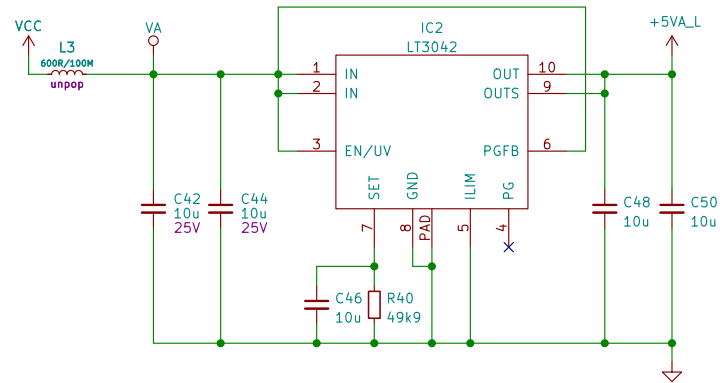 VCC
VA
+5VA_L
L3
600R/100M
unpop
IC2
LT3042
1 IN OUT 10
2 IN OUTS 9
3 EN/UV PGFB 6
SET GND ILIM PG
7 8 PAD 5 4
C42
10u
25V
C44
10u
25V
C48
10u
C50
10u
C46
10u
R40
49k9